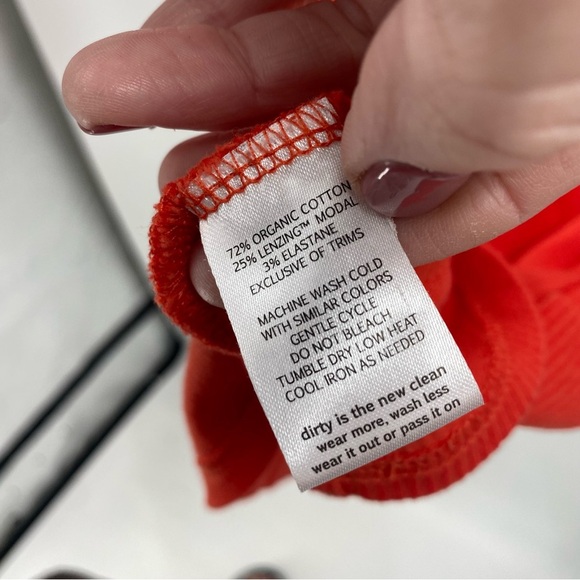 72% ORGANIC COTTON
25% LENZING™ MODAL
3% ELASTANE
EXCLUSIVE OF TRIMS
MACHINE WASH COLD
WITH SIMILAR COLORS
GENTLE CYCLE
DO NOT BLEACH
TUMBLE DRY LOW HEAT
COOL IRON AS NEEDED
dirty is the new clean
wear more, wash less
wear it out or pass it on